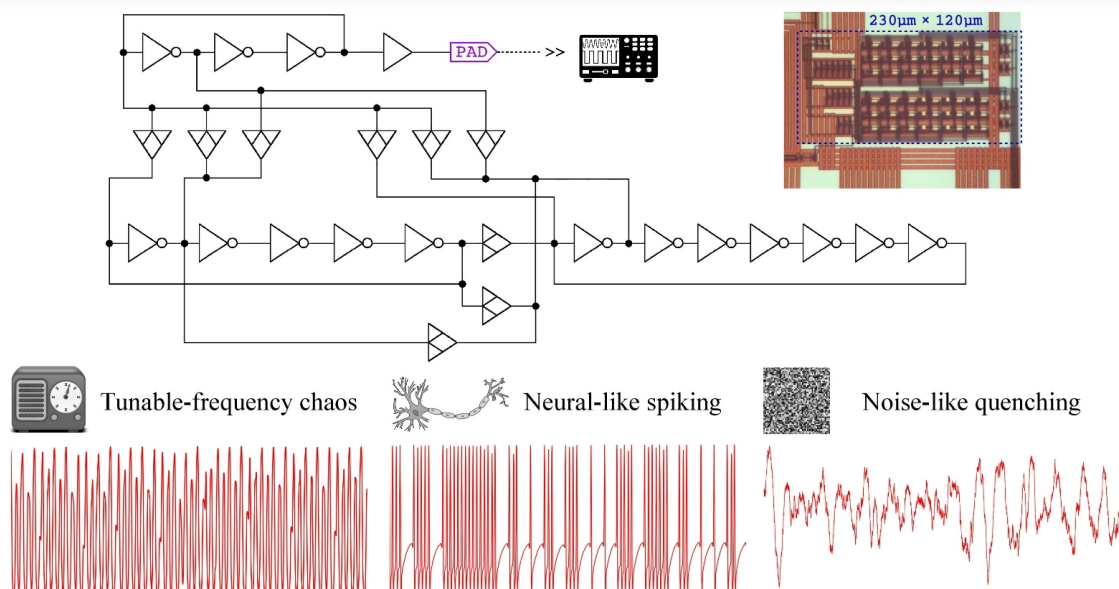 230μm × 120μm
PAD
>>
Tunable-frequency chaos
Neural-like spiking
Noise-like quenching